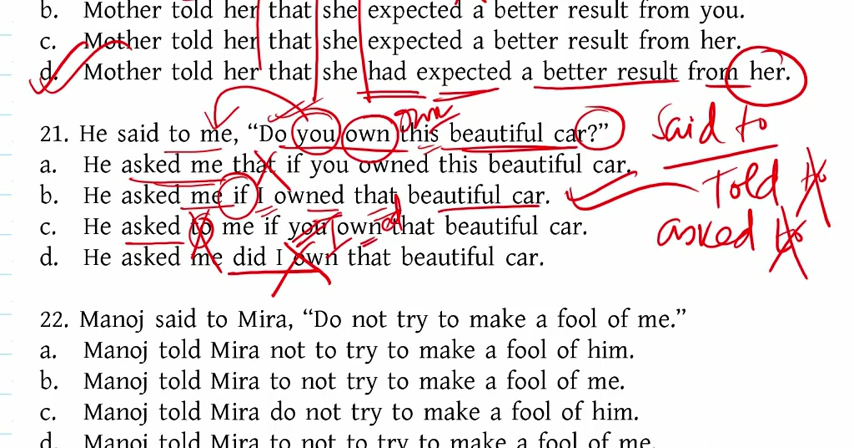 b. Mother told her that she expected a better result from you.
c. Mother told her that she expected a better result from her.
d. Mother told her that she had expected a better result from her.
own
21. He said to me, “Do you own this beautiful car?”
said to
a. He asked me that if you owned this beautiful car.
Told to
b. He asked me if I owned that beautiful car.
c. He asked to me if you own that beautiful car.
I ed
asked to
d. He asked me did I own that beautiful car.
22. Manoj said to Mira, “Do not try to make a fool of me.”
a. Manoj told Mira not to try to make a fool of him.
b. Manoj told Mira to not try to make a fool of me.
c. Manoj told Mira do not try to make a fool of him.
d. Manoj told Mira to not to try to make a fool of me.